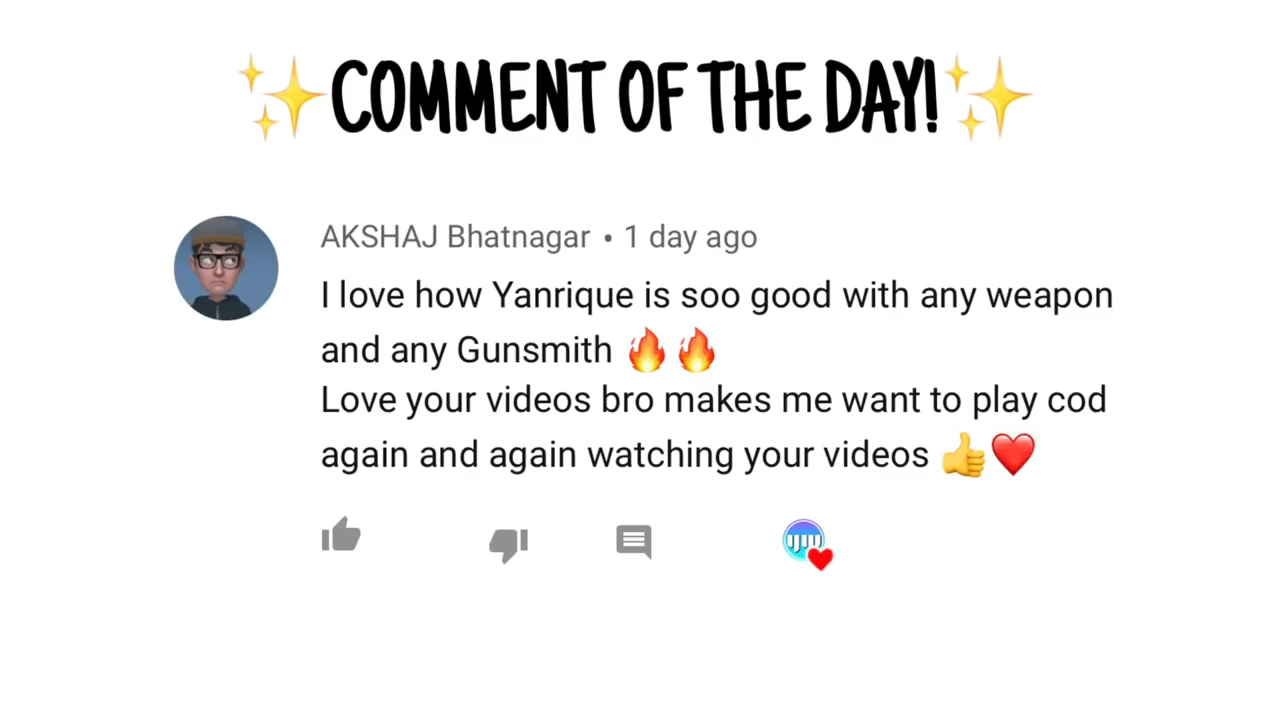 ✨COMMENT OF THE DAY!✨
AKSHAJ Bhatnagar • 1 day ago
I love how Yanrique is soo good with any weapon
and any Gunsmith 🔥🔥
Love your videos bro makes me want to play cod
again and again watching your videos 👍❤️